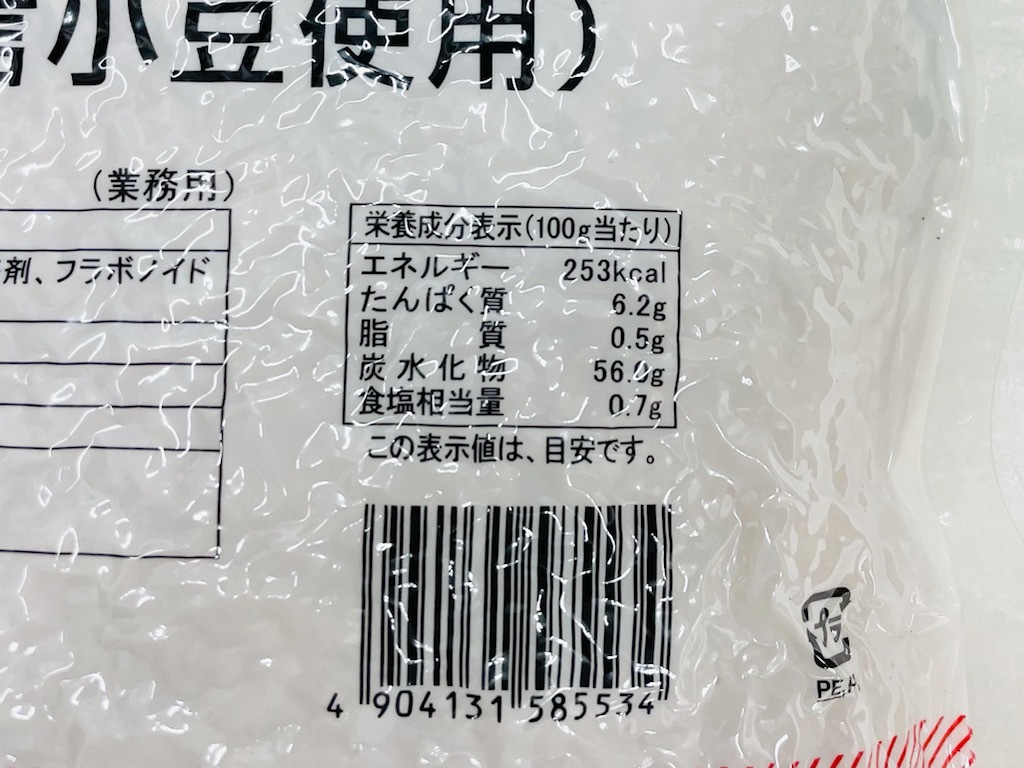 小豆使用)
(業務用)
剤、フラボノイド
栄養成分表示(100g当たり)
エネルギー 253kcal
たんぱく質 6.2g
脂質 0.5g
炭水化物 56.0g
食塩相当量 0.7g
この表示値は、目安です。
4 904131 585534
プラ
PE,PA